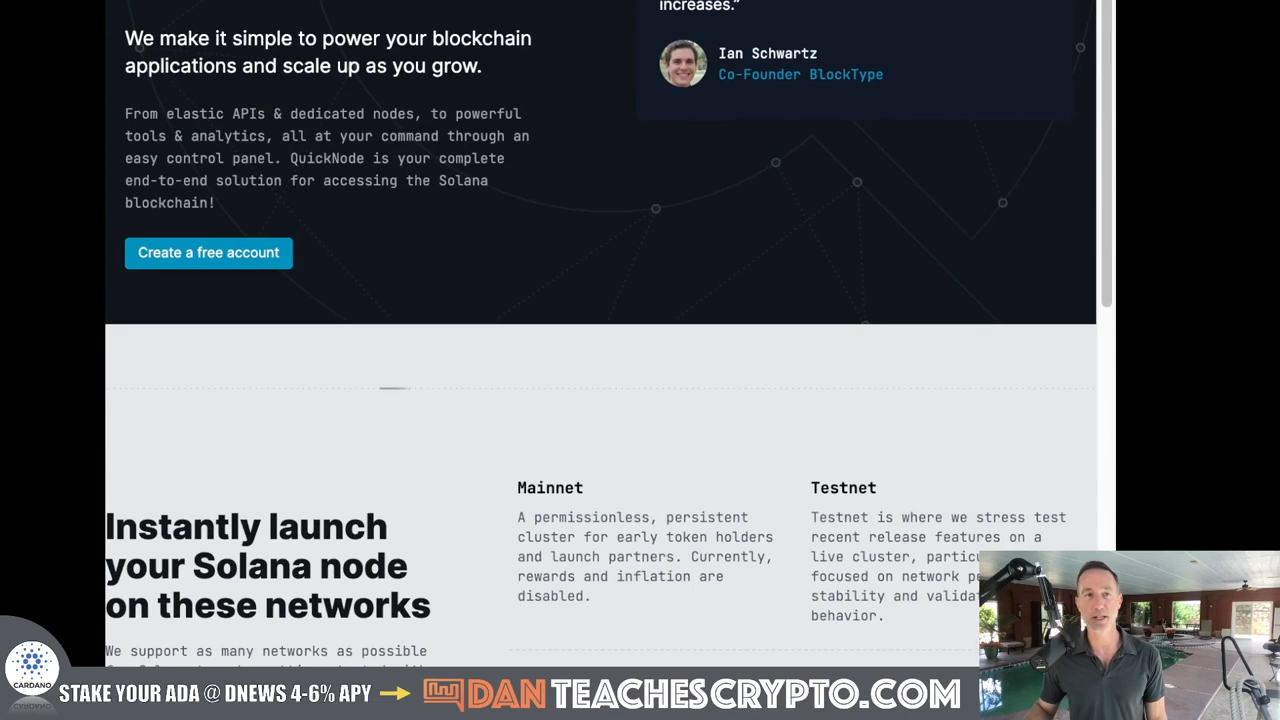 increases.”
We make it simple to power your blockchain
applications and scale up as you grow.
Ian Schwartz
Co-Founder BlockType
From elastic APIs & dedicated nodes, to powerful
tools & analytics, all at your command through an
easy control panel. QuickNode is your complete
end-to-end solution for accessing the Solana
blockchain!
Create a free account
Instantly launch
your Solana node
on these networks
We support as many networks as possible
Mainnet
A permissionless, persistent
cluster for early token holders
and launch partners. Currently,
rewards and inflation are
disabled.
Testnet
Testnet is where we stress test
recent release features on a
live cluster, particu
focused on network pe
stability and validat
behavior.
CARDANO
STAKE YOUR ADA @ DNEWS 4-6% APY
DANTEACHESCRYPTO.COM